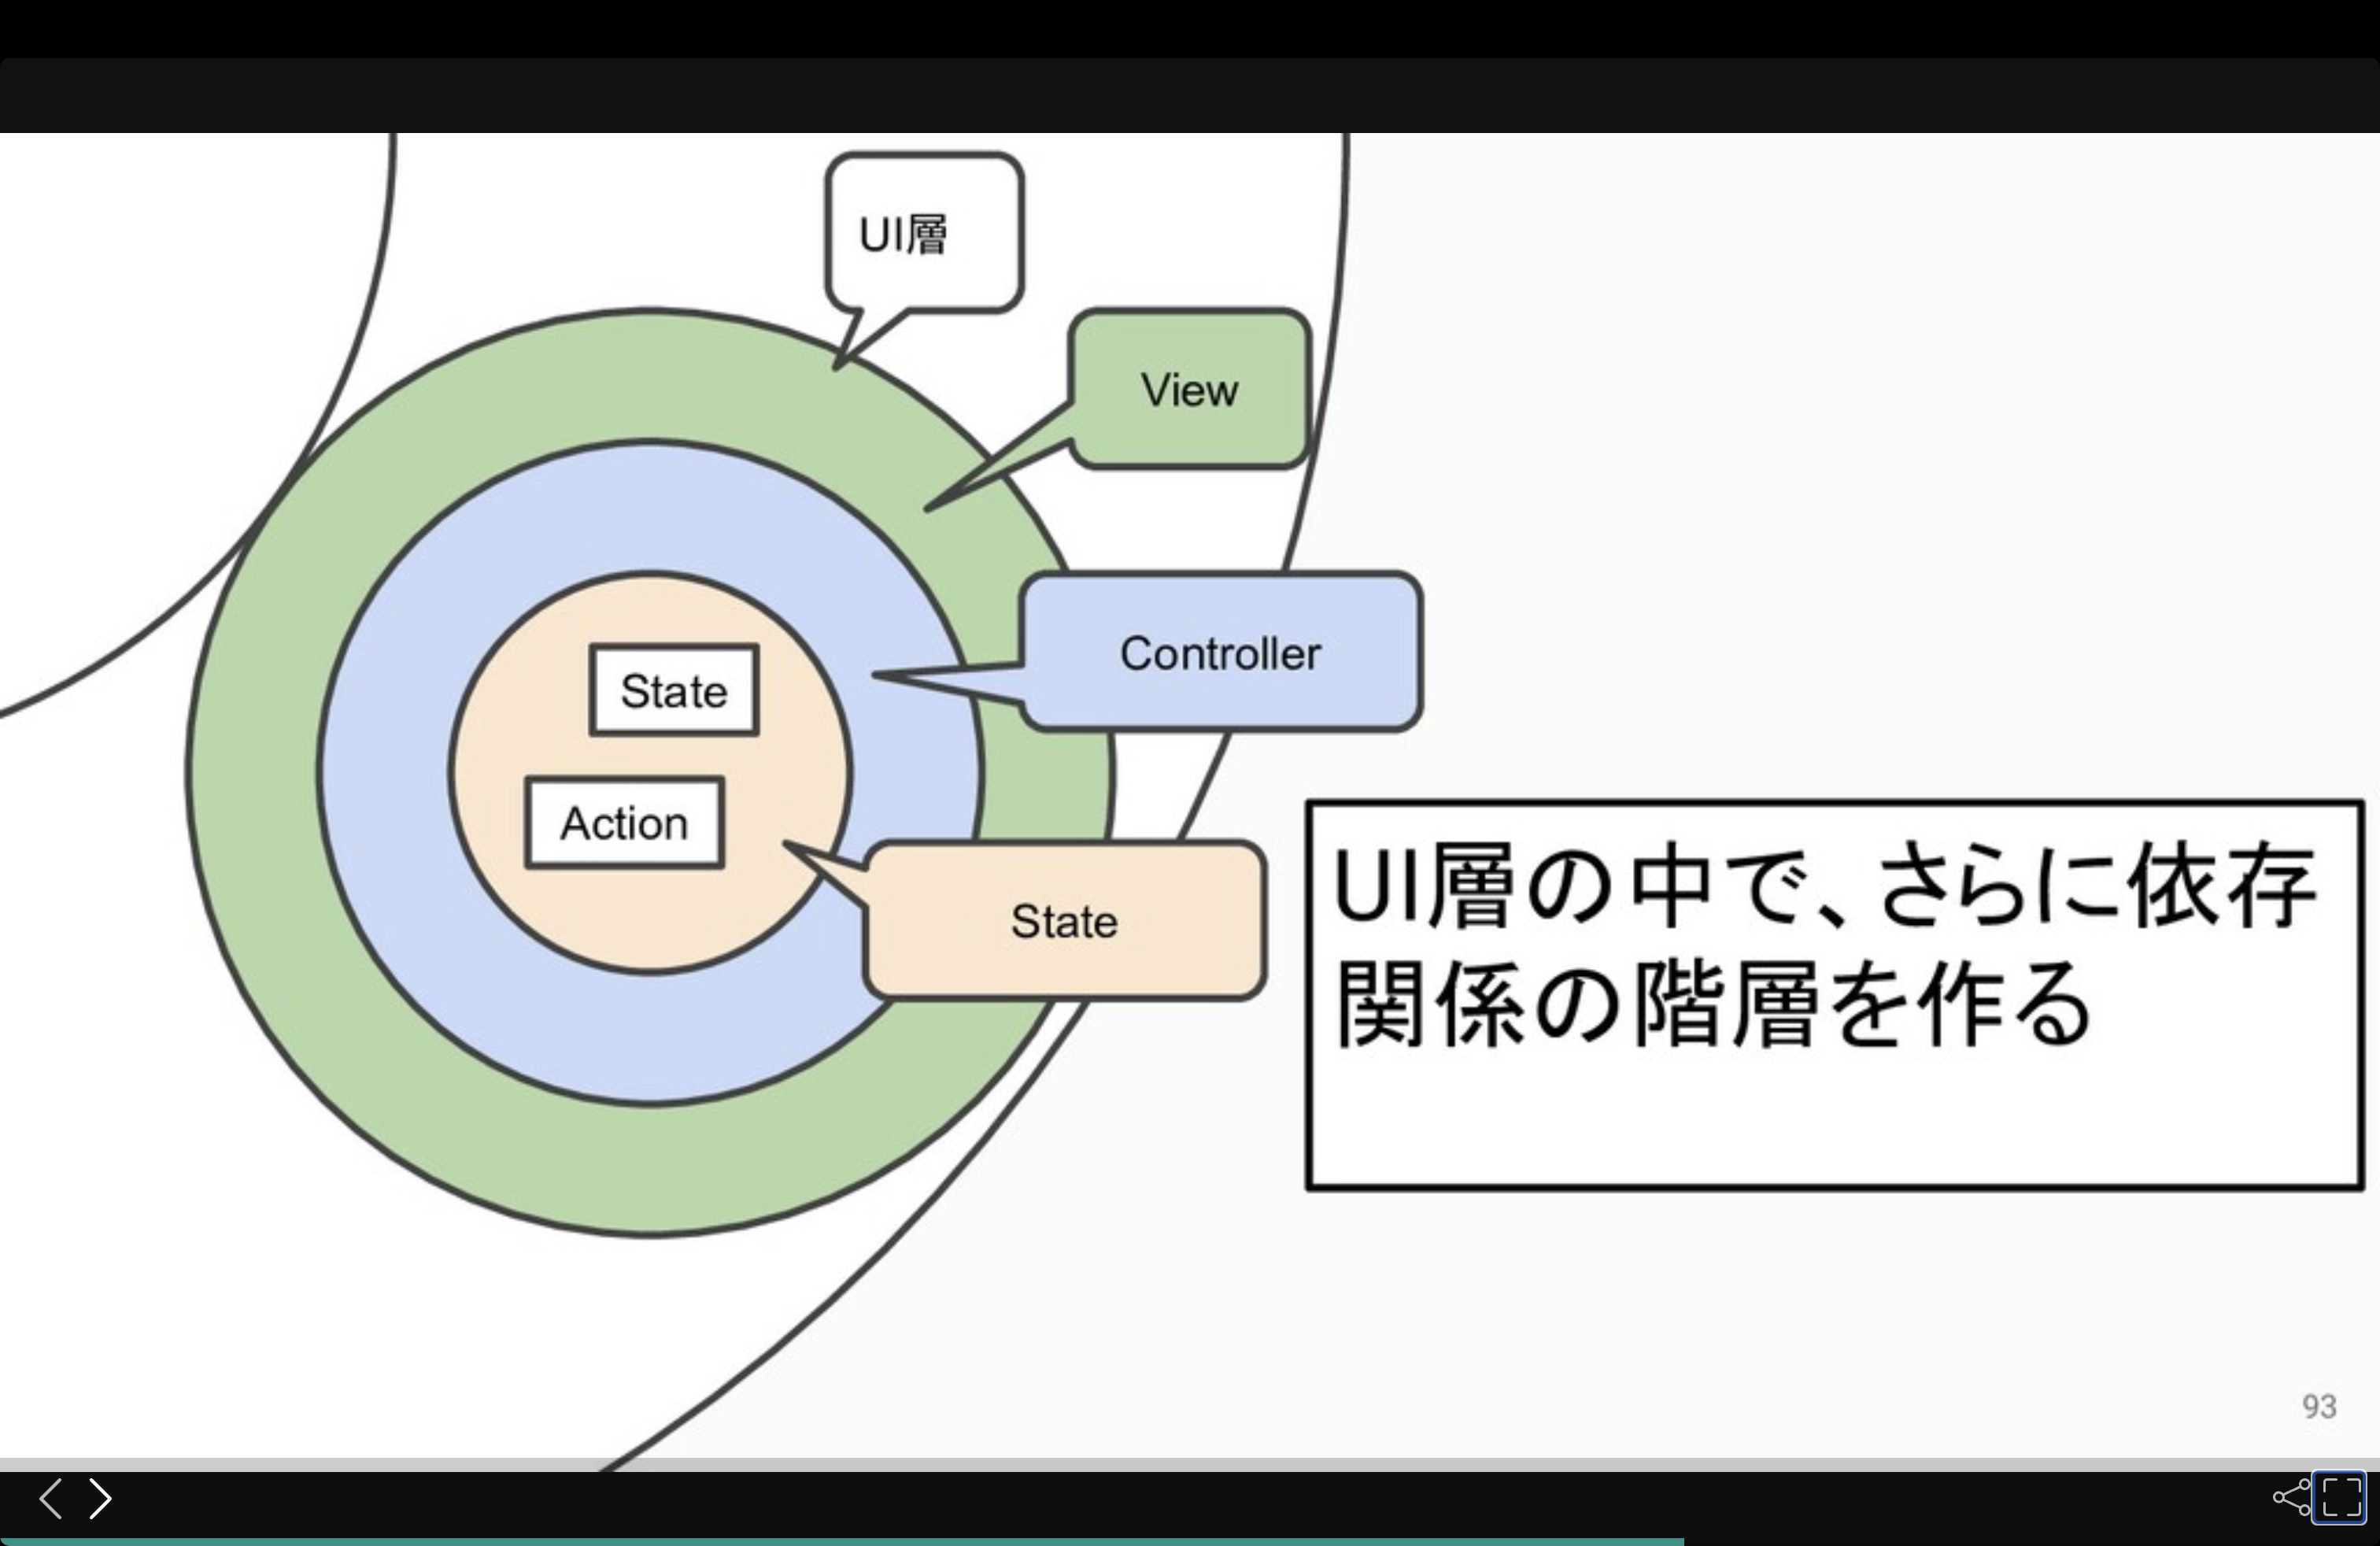 UI層
View
Controller
State
Action
State
UI層の中で、さらに依存
関係の階層を作る
93